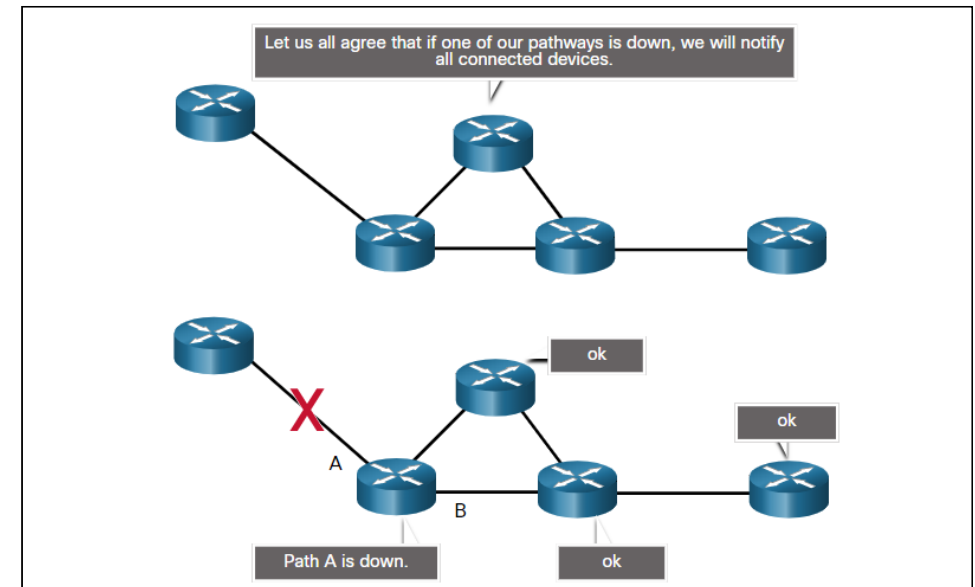 Let us all agree that if one of our pathways is down, we will notify
all connected devices.
ok
ok
A
B
Path A is down.
ok